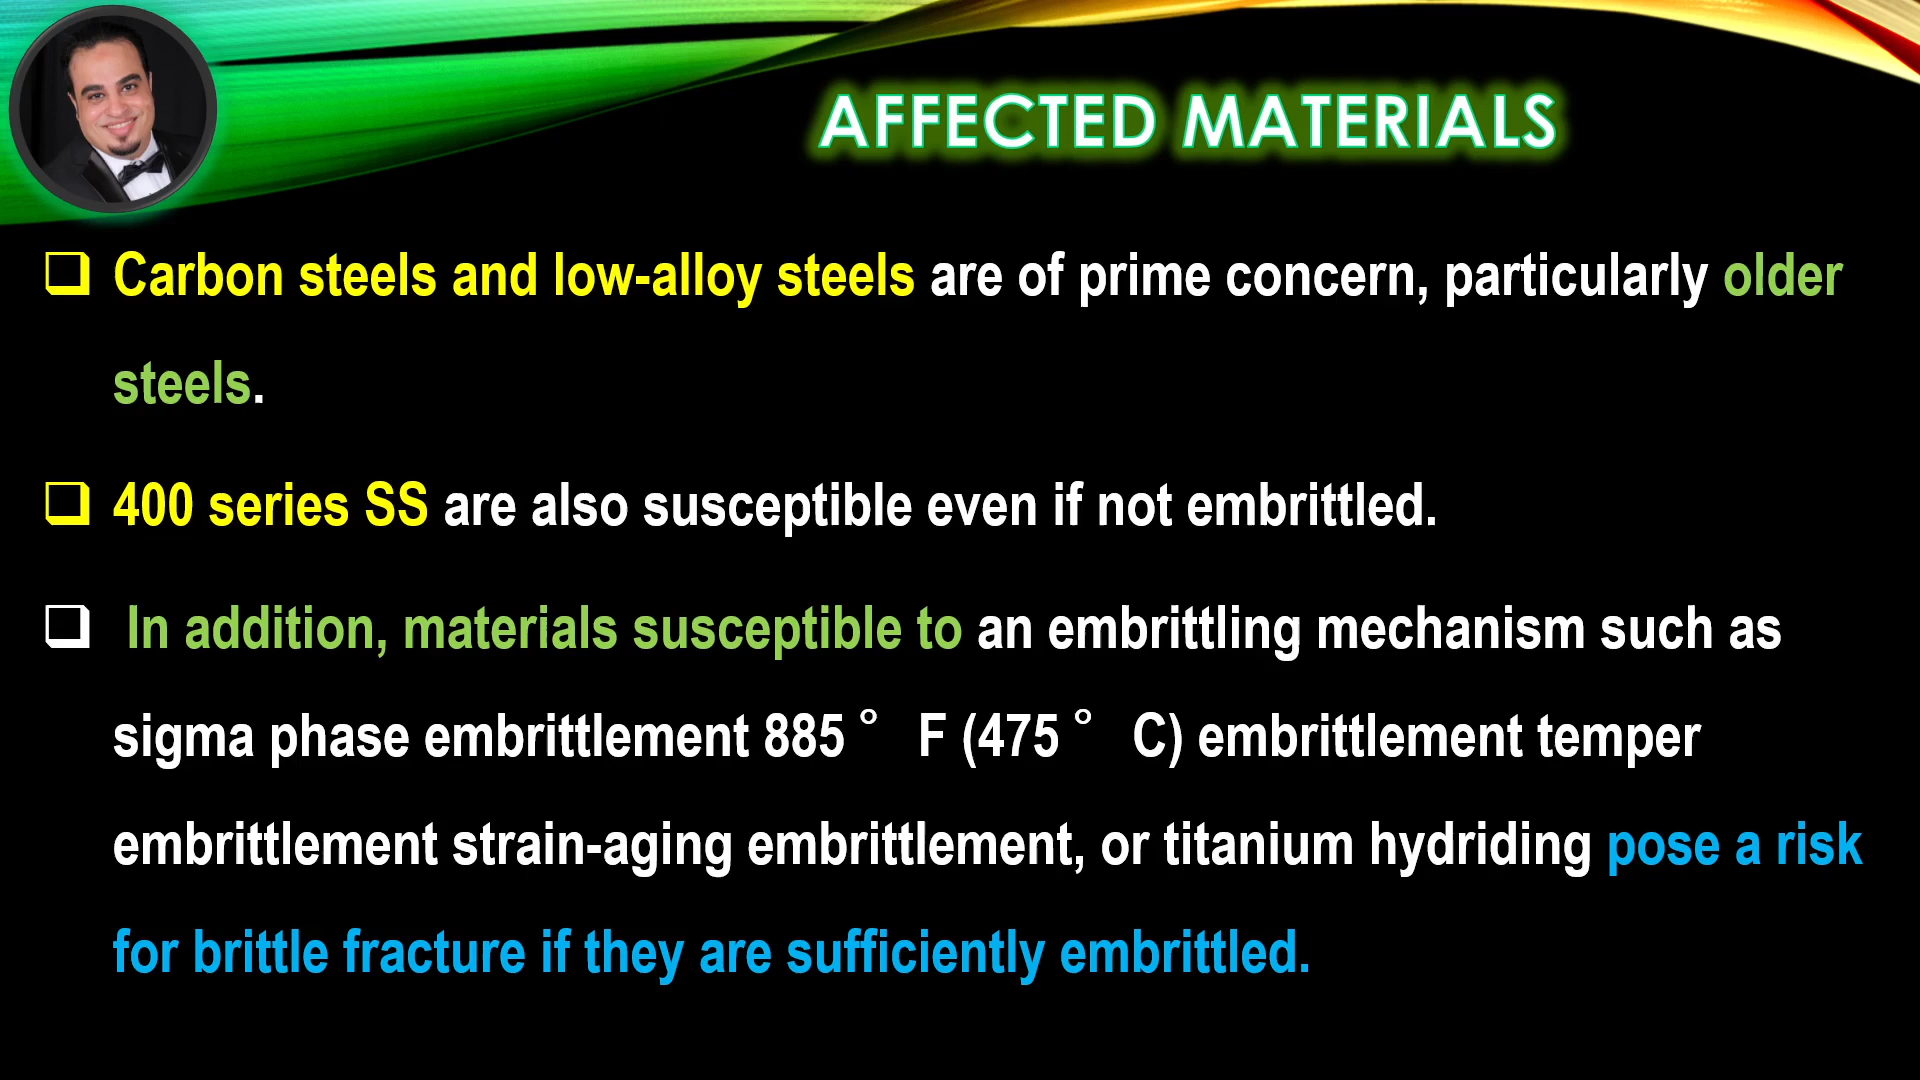 AFFECTED MATERIALS
❑ Carbon steels and low-alloy steels are of prime concern, particularly older
steels.
❑ 400 series SS are also susceptible even if not embrittled.
❑ In addition, materials susceptible to an embrittling mechanism such as
sigma phase embrittlement 885 ° F (475 ° C) embrittlement temper
embrittlement strain-aging embrittlement, or titanium hydriding pose a risk
for brittle fracture if they are sufficiently embrittled.